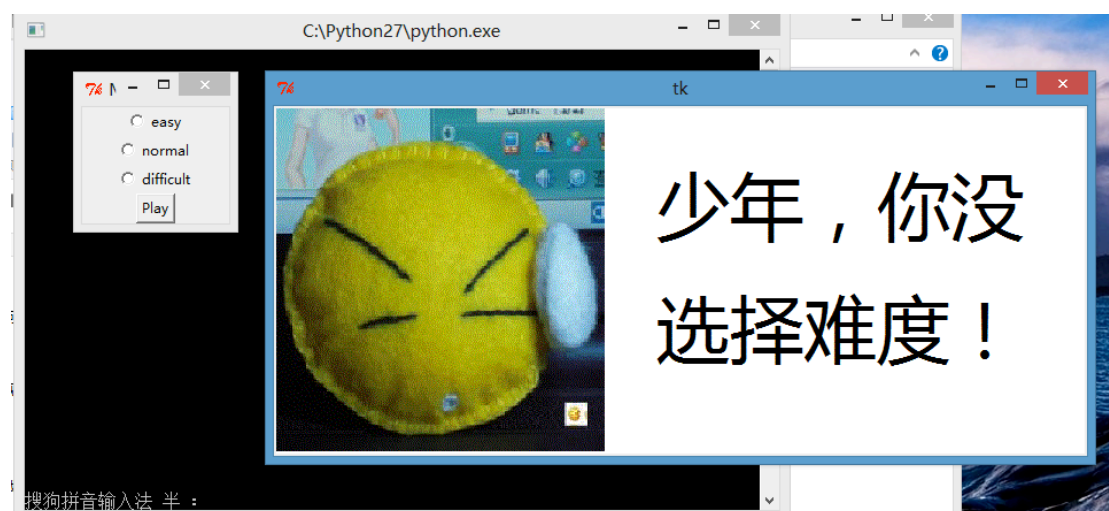 C:\Python27\python.exe
tk
easy
normal
difficult
Play
少年，你没
选择难度！
搜狗拼音输入法 半 ：